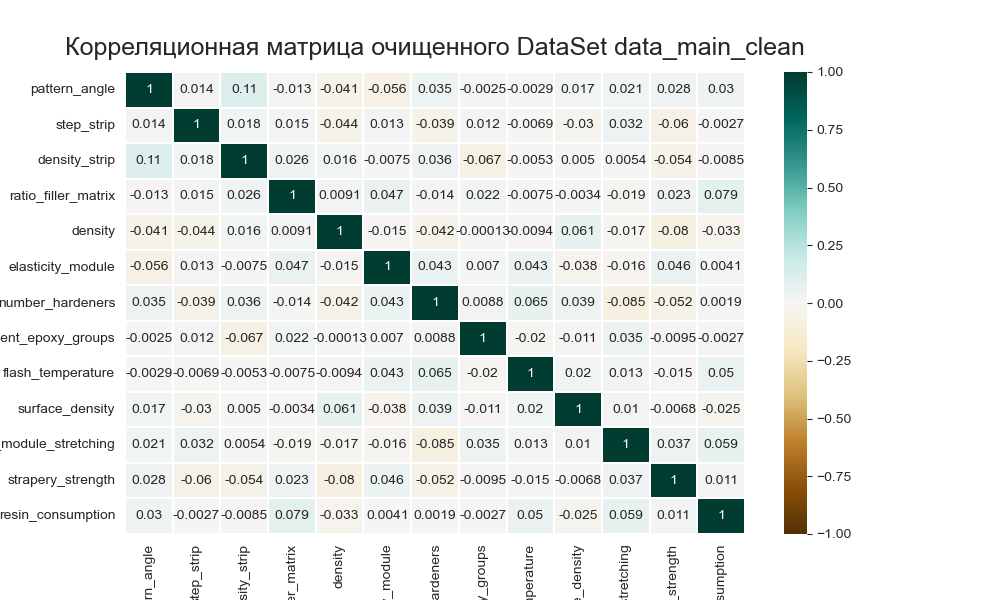 Корреляционная матрица очищенного DataSet data_main_clean
pattern_angle 1 0.014 0.11 -0.013 -0.041 -0.056 0.035 -0.0025 -0.0029 0.017 0.021 0.028 0.03
step_strip 0.014 1 0.018 0.015 -0.044 0.013 -0.039 0.012 -0.0069 -0.03 0.032 -0.06 -0.0027
density_strip 0.11 0.018 1 0.026 0.016 -0.0075 0.036 -0.067 -0.0053 0.005 0.0054 -0.054 -0.0085
ratio_filler_matrix -0.013 0.015 0.026 1 0.0091 0.047 -0.014 0.022 -0.0075 -0.0034 -0.019 0.023 0.079
density -0.041 -0.044 0.016 0.0091 1 -0.015 -0.042 -0.00013 -0.0094 0.061 -0.017 -0.08 -0.033
elasticity_module -0.056 0.013 -0.0075 0.047 -0.015 1 0.043 0.007 0.043 -0.038 -0.016 0.046 0.0041
number_hardeners 0.035 -0.039 0.036 -0.014 -0.042 0.043 1 0.0088 0.065 0.039 -0.085 -0.052 0.0019
ent_epoxy_groups -0.0025 0.012 -0.067 0.022 -0.00013 0.007 0.0088 1 -0.02 -0.011 0.035 -0.0095 -0.0027
flash_temperature -0.0029 -0.0069 -0.0053 -0.0075 -0.0094 0.043 0.065 -0.02 1 0.02 0.013 -0.015 0.05
surface_density 0.017 -0.03 0.005 -0.0034 0.061 -0.038 0.039 -0.011 0.02 1 0.01 -0.0068 -0.025
_module_stretching 0.021 0.032 0.0054 -0.019 -0.017 -0.016 -0.085 0.035 0.013 0.01 1 0.037 0.059
strapery_strength 0.028 -0.06 -0.054 0.023 -0.08 0.046 -0.052 -0.0095 -0.015 -0.0068 0.037 1 0.011
resin_consumption 0.03 -0.0027 -0.0085 0.079 -0.033 0.0041 0.0019 -0.0027 0.05 -0.025 0.059 0.011 1
rn_angle
tep_strip
sity_strip
er_matrix
density
y_module
ardeners
y_groups
perature
e_density
tretching
_strength
sumption
1.00
0.75
0.50
0.25
0.00
−0.25
−0.50
−0.75
−1.00